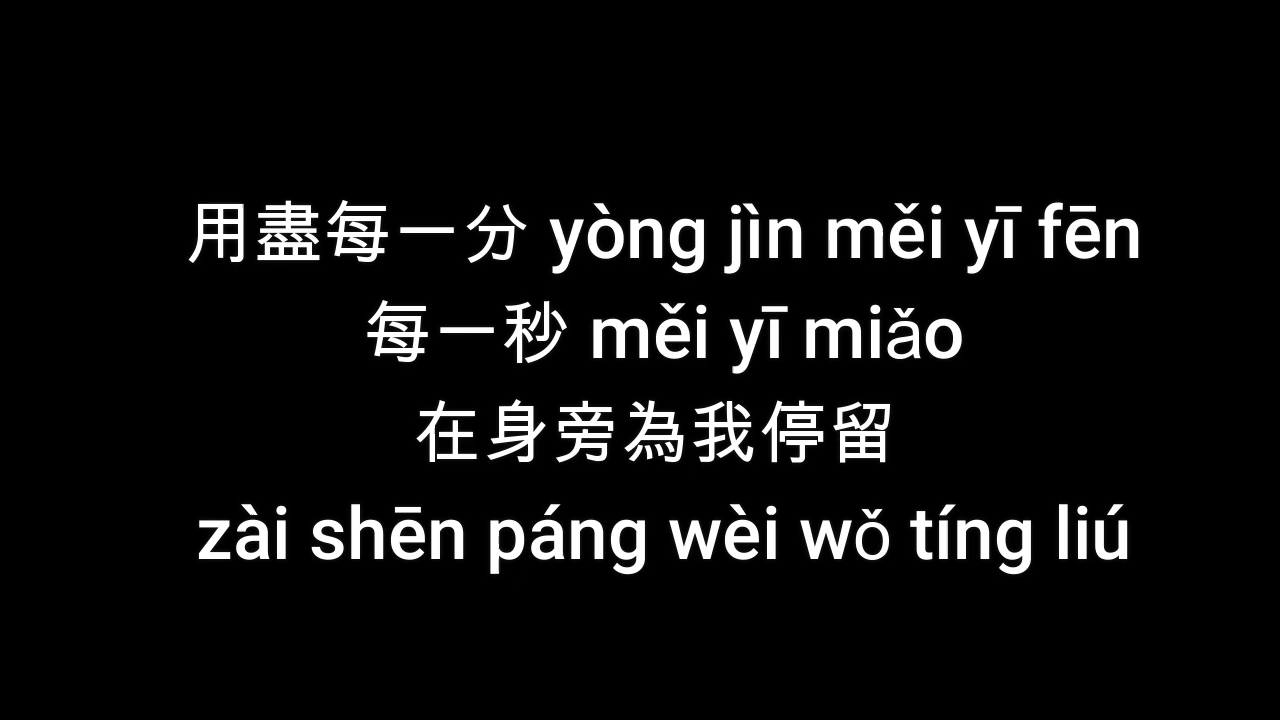 用盡每一分 yòng jìn měi yī fēn
每一秒 měi yī miǎo
在身旁為我停留
zài shēn páng wèi wǒ tíng liú